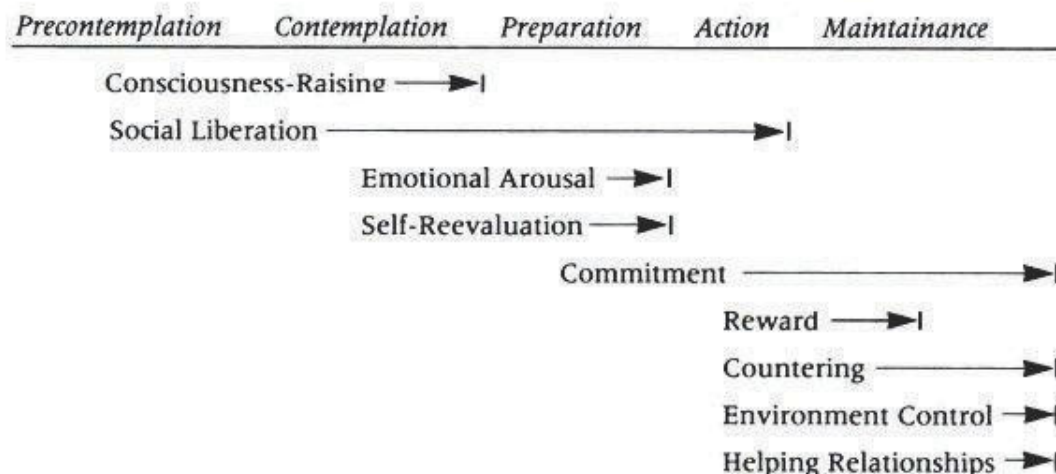 Precontemplation Contemplation Preparation Action Maintainance
Consciousness-Raising
Social Liberation
Emotional Arousal
Self-Reevaluation
Commitment
Reward
Countering
Environment Control
Helping Relationships